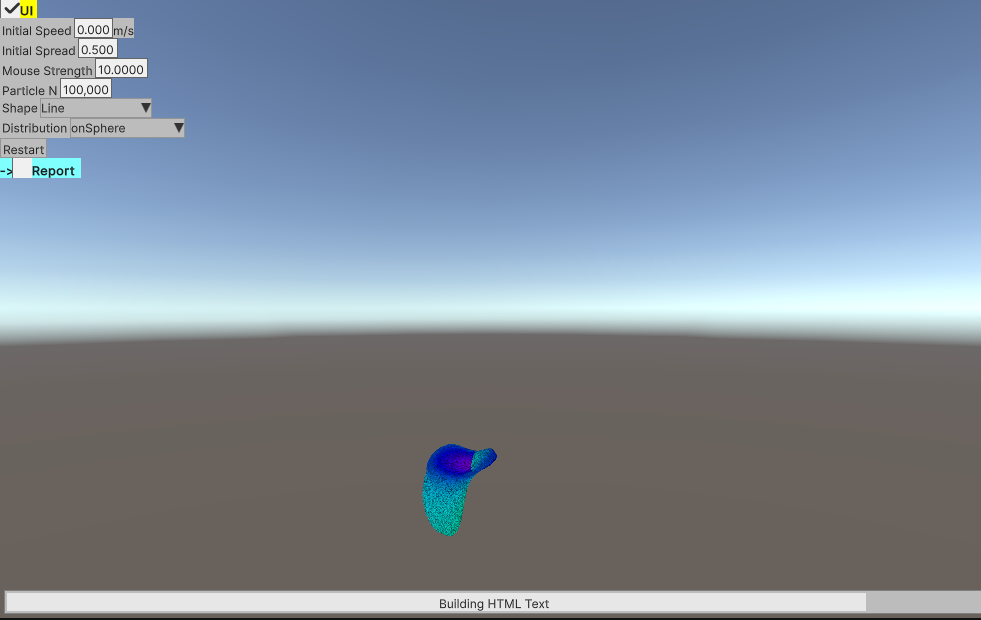 UI
Initial Speed 0.000 m/s
Initial Spread 0.500
Mouse Strength 10.0000
Particle N 100,000
Shape Line
Distribution onSphere
Restart
-> Report
Building HTML Text